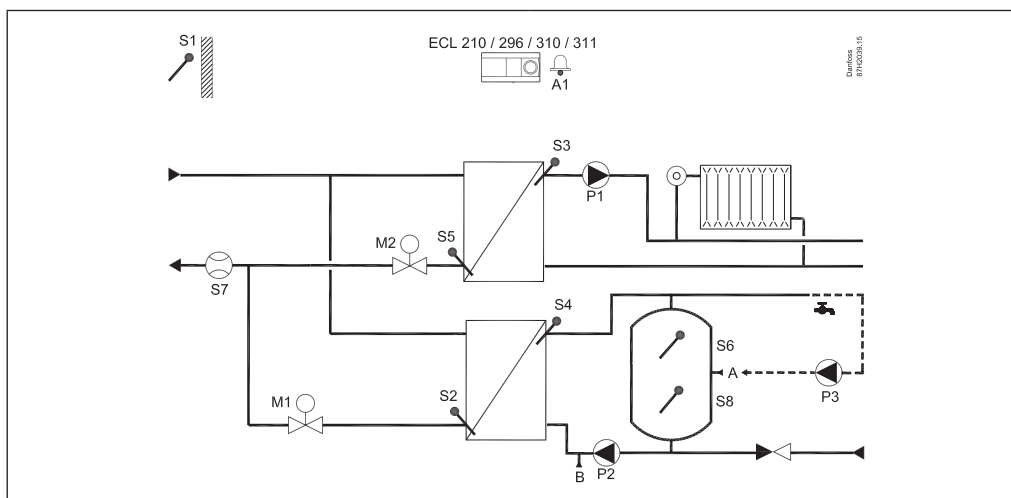 S1
ECL 210 / 296 / 310 / 311
A1
Danfoss
87H2039.15
S3
P1
M2
S5
S7
S4
S6
A
P3
S8
M1
S2
P2
B